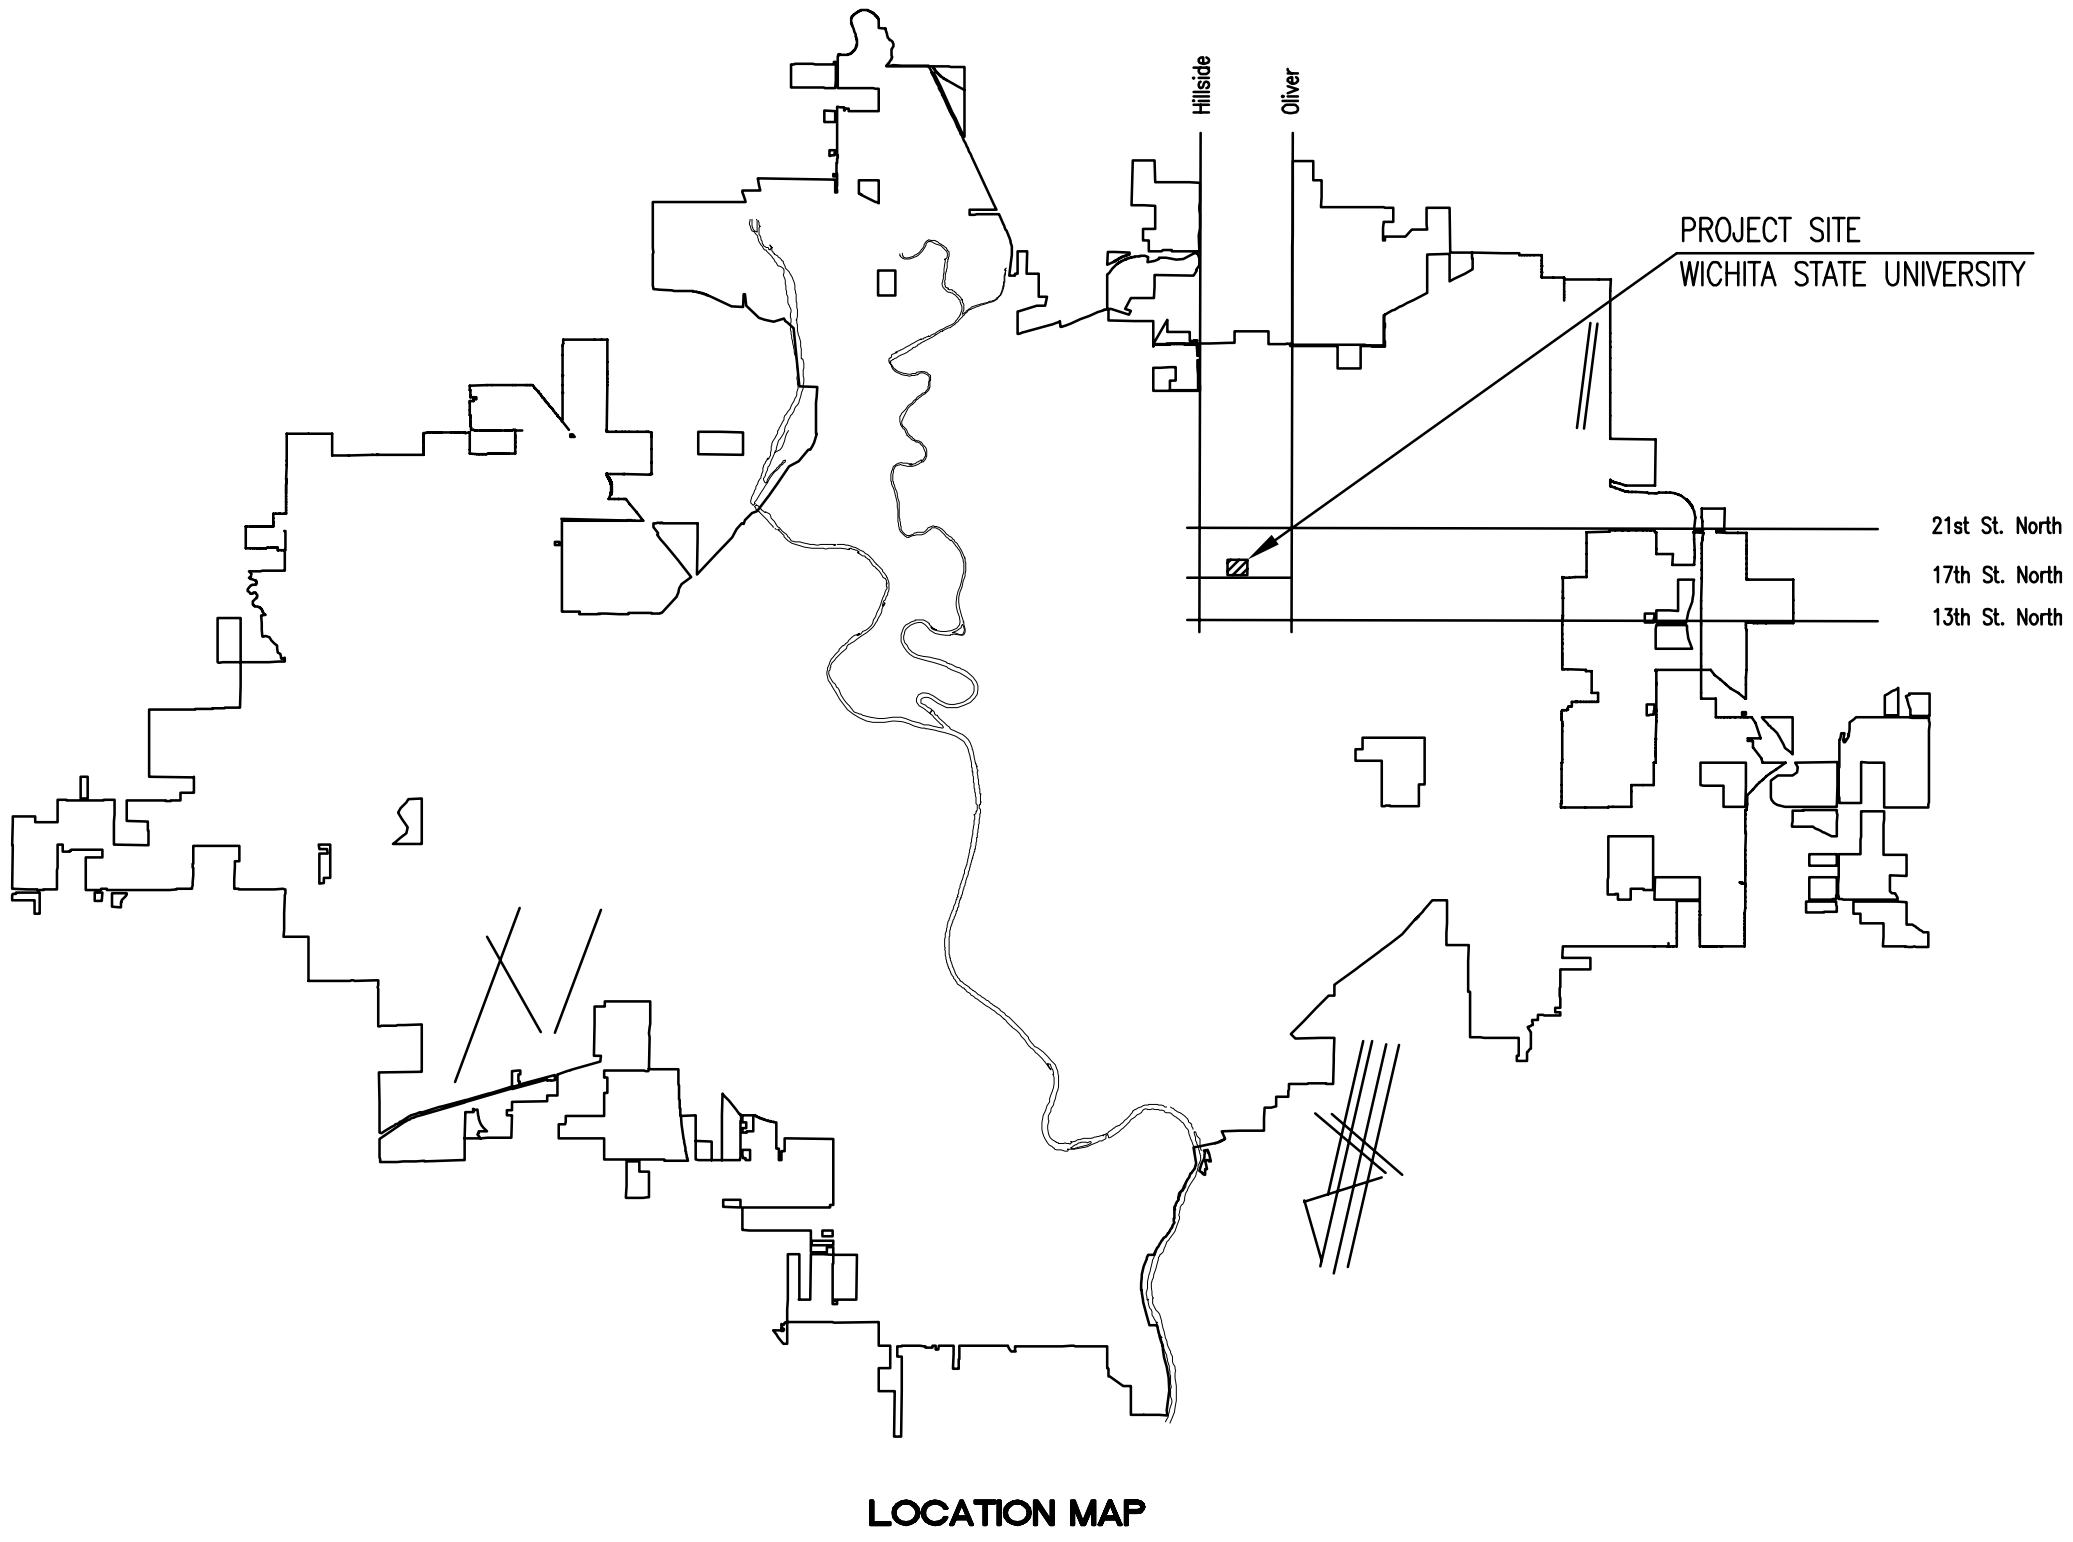 Hillside
Oliver
PROJECT SITE
WICHITA STATE UNIVERSITY
21st St. North
17th St. North
13th St. North
LOCATION MAP